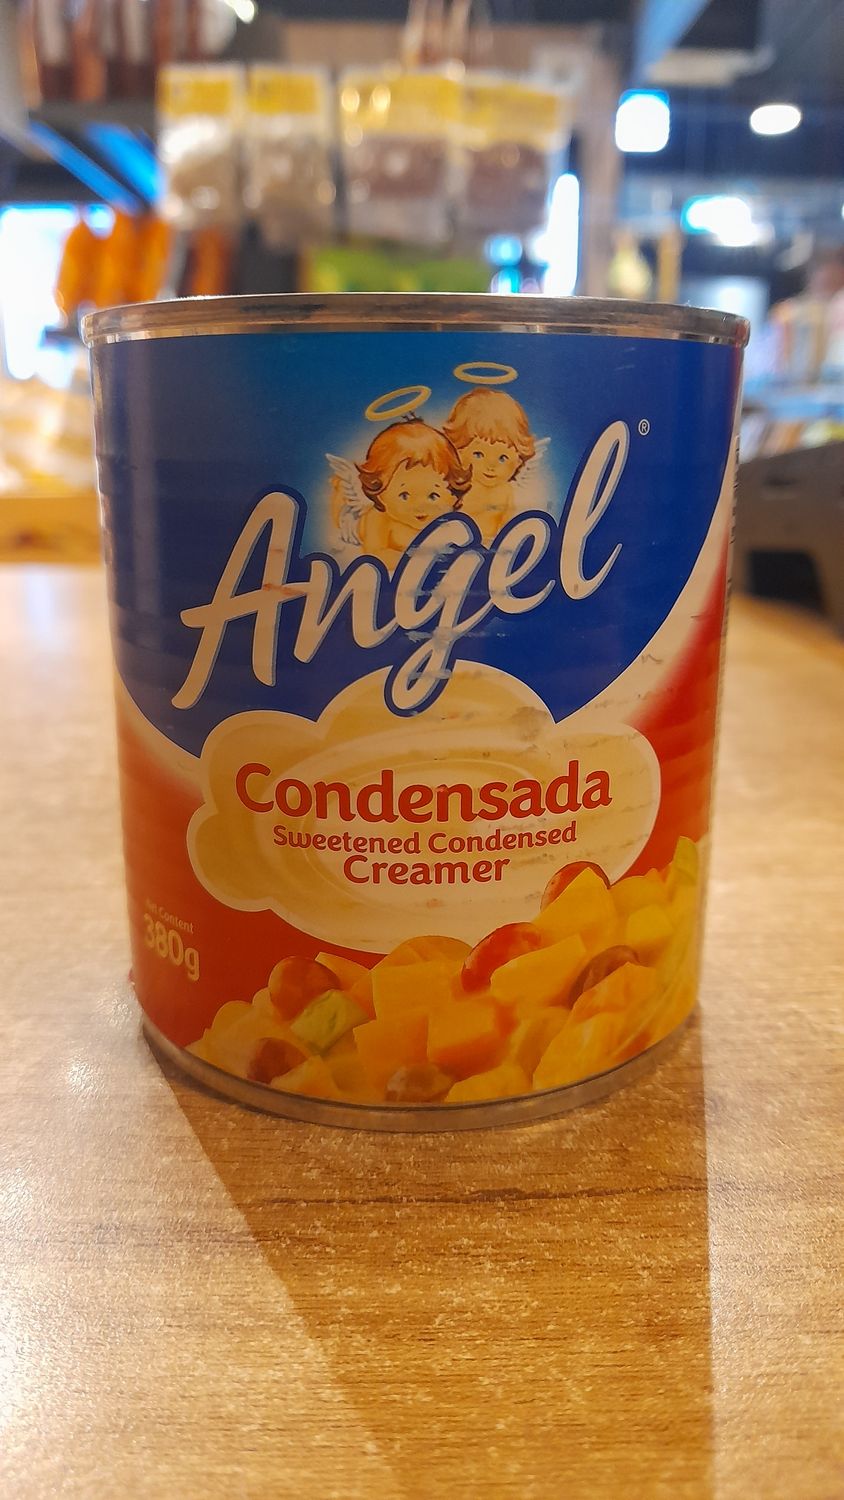 Angel®
Condensada
Sweetened Condensed
Creamer
Net Content
380g